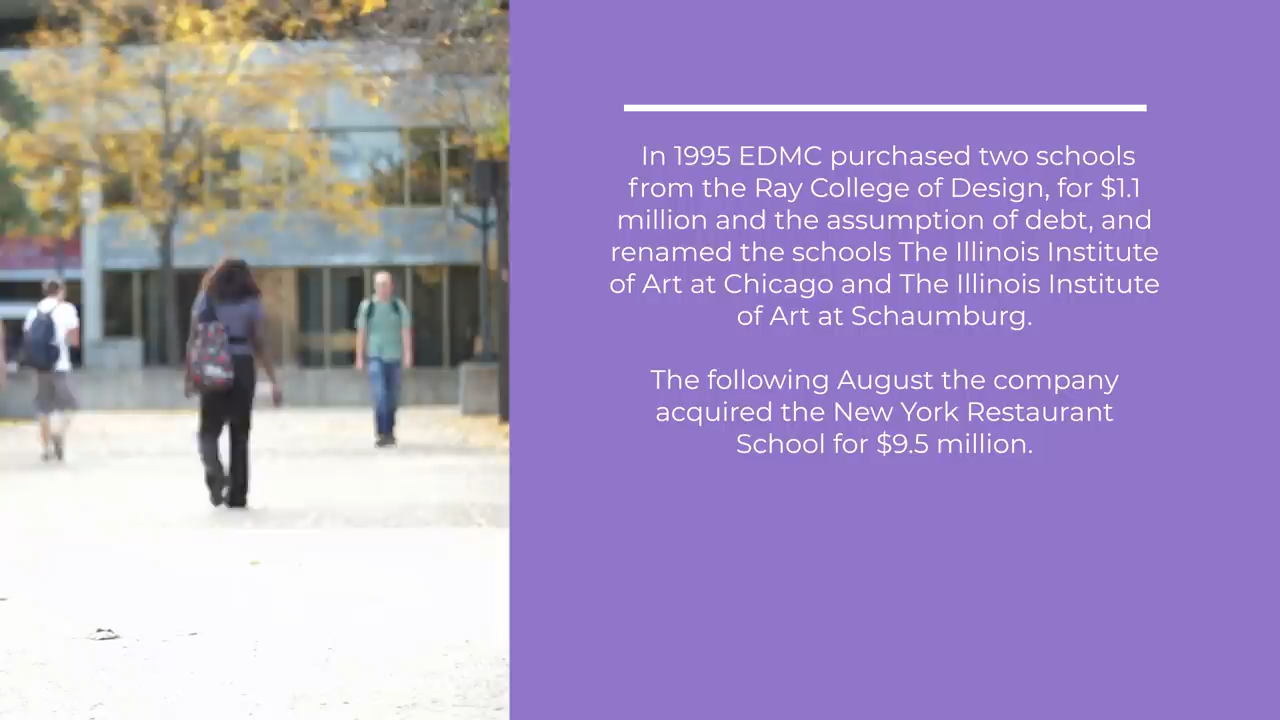 In 1995 EDMC purchased two schools
from the Ray College of Design, for $1.1
million and the assumption of debt, and
renamed the schools The Illinois Institute
of Art at Chicago and The Illinois Institute
of Art at Schaumburg.
The following August the company
acquired the New York Restaurant
School for $9.5 million.